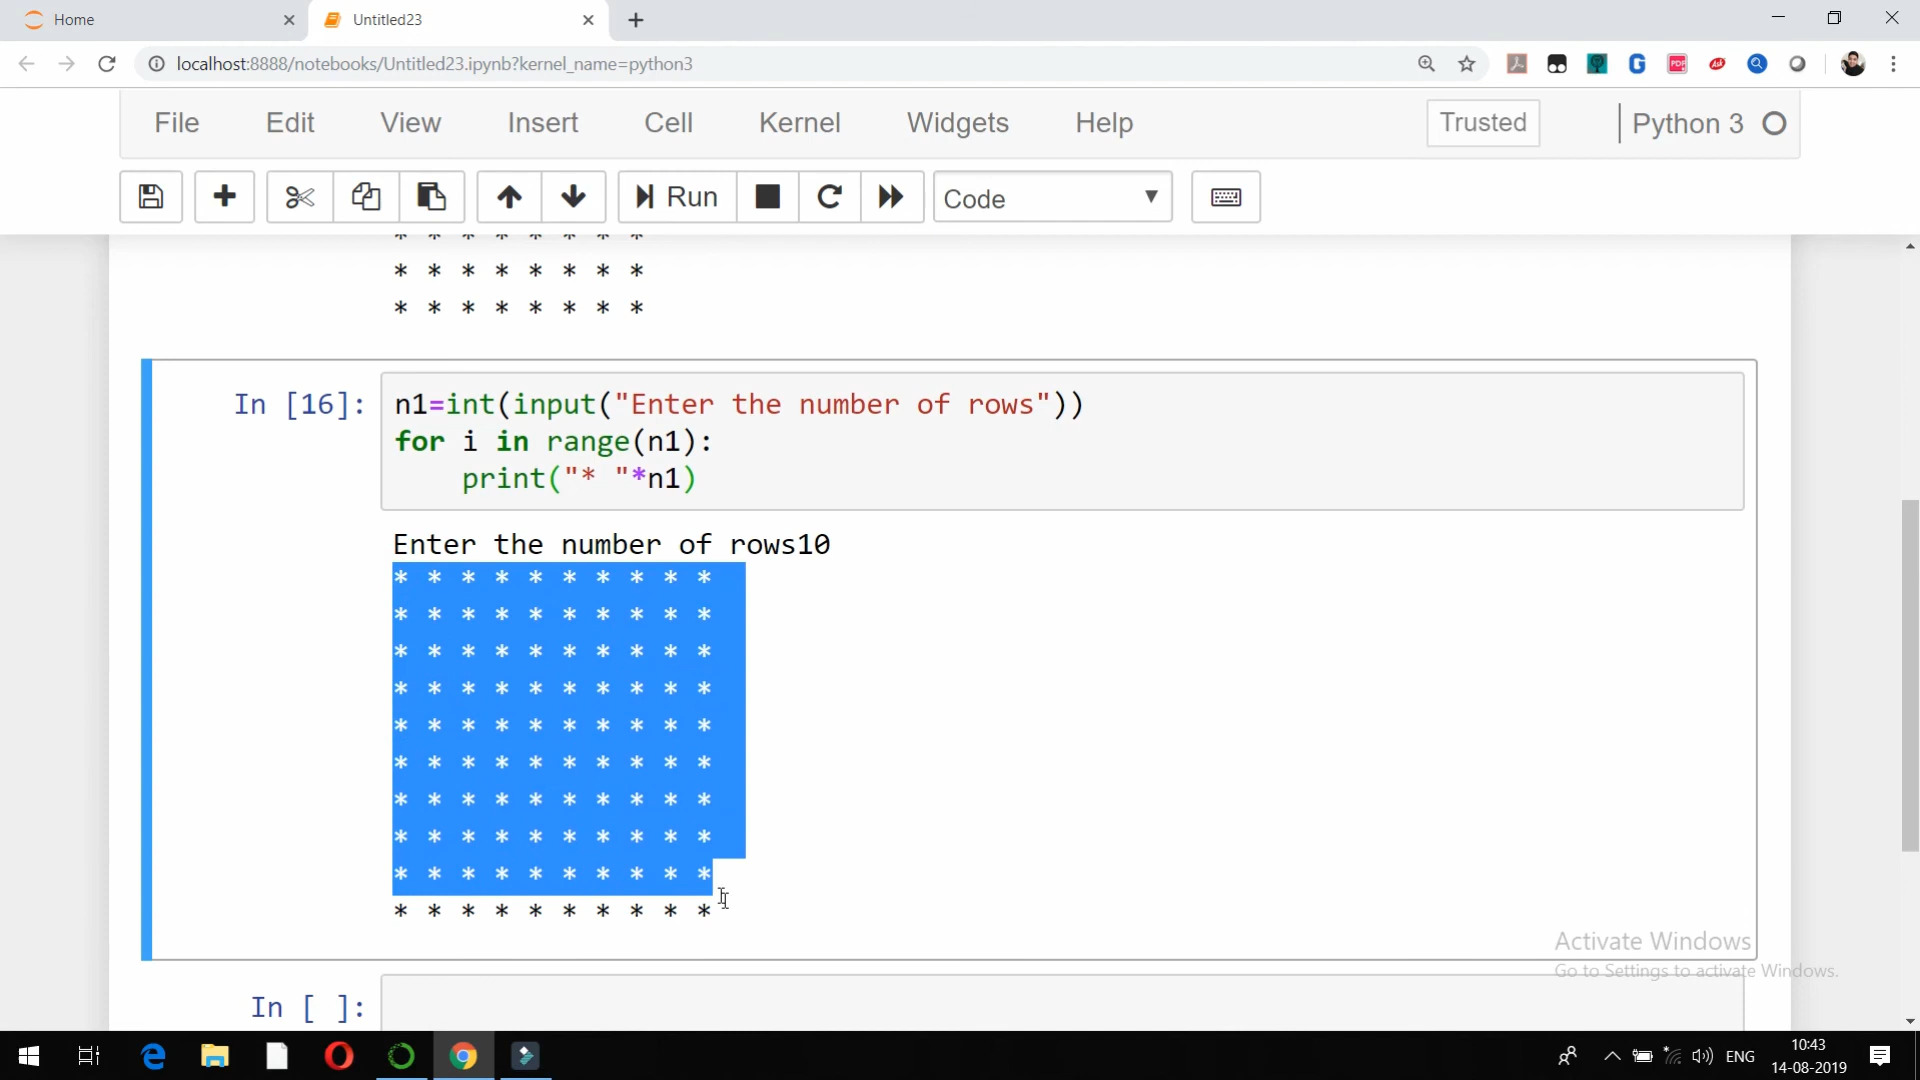 Home
Untitled23
localhost:8888/notebooks/Untitled23.ipynb?kernel_name=python3
File Edit View Insert Cell Kernel Widgets Help Trusted Python 3
Run Code
* * * * * * * *
* * * * * * * *
* * * * * * * *
In [16]: n1=int(input("Enter the number of rows"))
for i in range(n1):
    print("* "*n1)
Enter the number of rows10
* * * * * * * * * *
* * * * * * * * * *
* * * * * * * * * *
* * * * * * * * * *
* * * * * * * * * *
* * * * * * * * * *
* * * * * * * * * *
* * * * * * * * * *
* * * * * * * * * *
* * * * * * * * * *
Activate Windows
Go to Settings to activate Windows.
In [ ]:
ENG
10:43
14-08-2019